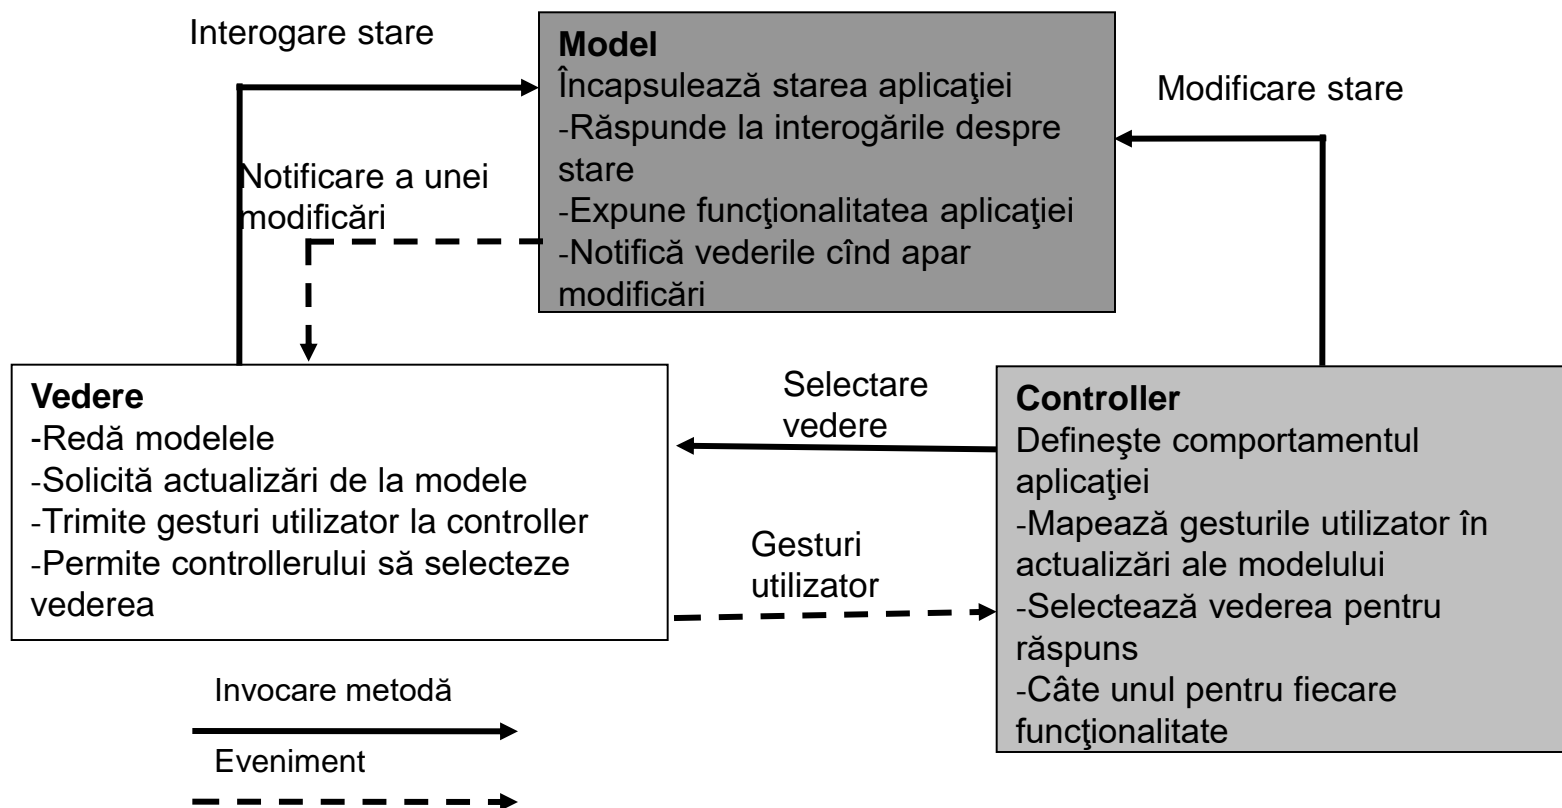 Interogare stare
Model
Încapsulează starea aplicaţiei
-Răspunde la interogările despre
stare
-Expune funcţionalitatea aplicaţiei
-Notifică vederile cînd apar
modificări
Modificare stare
Notificare a unei
modificări
Vedere
-Redă modelele
-Solicită actualizări de la modele
-Trimite gesturi utilizator la controller
-Permite controllerului să selecteze
vederea
Selectare
vedere
Gesturi
utilizator
Controller
Defineşte comportamentul
aplicaţiei
-Mapează gesturile utilizator în
actualizări ale modelului
-Selectează vederea pentru
răspuns
-Câte unul pentru fiecare
funcţionalitate
Invocare metodă
Eveniment